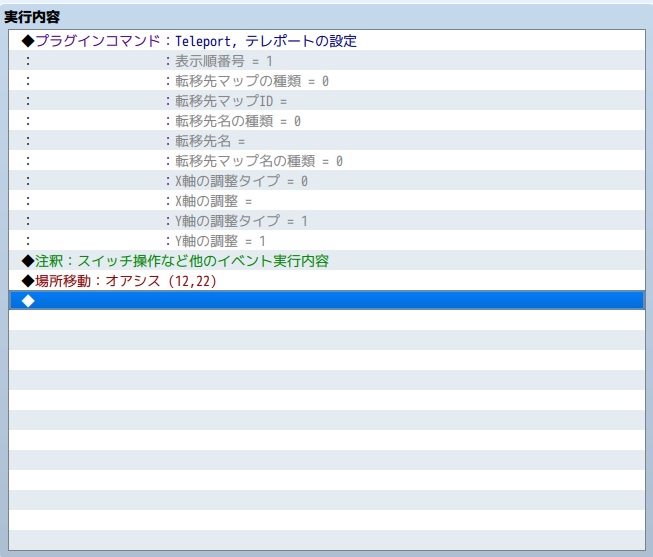 実行内容
◆プラグインコマンド：Teleport, テレポートの設定
：　　　　　　　　　：表示順番号 = 1
：　　　　　　　　　：転移先マップの種類 = 0
：　　　　　　　　　：転移先マップID =
：　　　　　　　　　：転移先名の種類 = 0
：　　　　　　　　　：転移先名 =
：　　　　　　　　　：転移先マップ名の種類 = 0
：　　　　　　　　　：X軸の調整タイプ = 0
：　　　　　　　　　：X軸の調整 =
：　　　　　　　　　：Y軸の調整タイプ = 1
：　　　　　　　　　：Y軸の調整 = 1
◆注釈：スイッチ操作など他のイベント実行内容
◆場所移動：オアシス (12,22)
◆